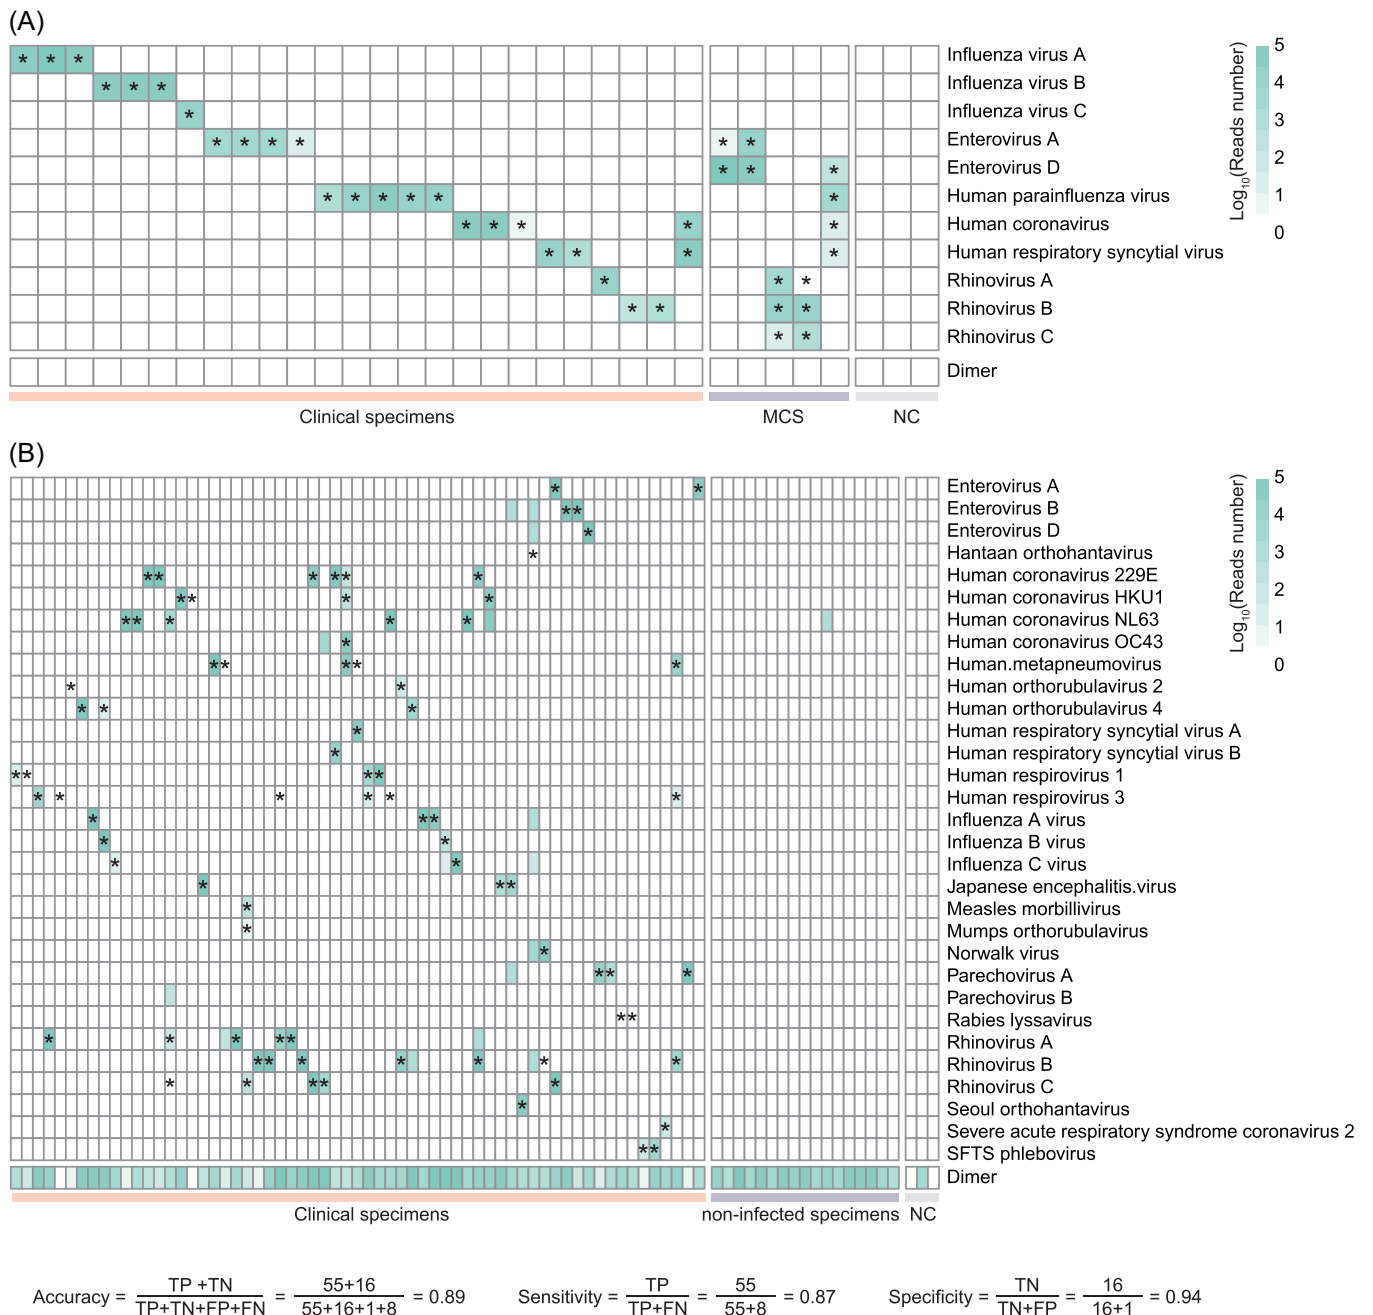 (A)
Influenza virus A
Influenza virus B
Influenza virus C
Enterovirus A
Enterovirus D
Human parainfluenza virus
Human coronavirus
Human respiratory syncytial virus
Rhinovirus A
Rhinovirus B
Rhinovirus C
Dimer
Log10(Reads number)
5
4
3
2
1
0
Clinical specimens
MCS
NC
(B)
Enterovirus A
Enterovirus B
Enterovirus D
Hantaan orthohantavirus
Human coronavirus 229E
Human coronavirus HKU1
Human coronavirus NL63
Human coronavirus OC43
Human.metapneumovirus
Human orthorubulavirus 2
Human orthorubulavirus 4
Human respiratory syncytial virus A
Human respiratory syncytial virus B
Human respirovirus 1
Human respirovirus 3
Influenza A virus
Influenza B virus
Influenza C virus
Japanese encephalitis.virus
Measles morbillivirus
Mumps orthorubulavirus
Norwalk virus
Parechovirus A
Parechovirus B
Rabies lyssavirus
Rhinovirus A
Rhinovirus B
Rhinovirus C
Seoul orthohantavirus
Severe acute respiratory syndrome coronavirus 2
SFTS phlebovirus
Dimer
Log10(Reads number)
5
4
3
2
1
0
Clinical specimens
non-infected specimens
NC
Accuracy = TP +TN / TP+TN+FP+FN = 55+16 / 55+16+1+8 = 0.89
Sensitivity = TP / TP+FN = 55 / 55+8 = 0.87
Specificity = TN / TN+FP = 16 / 16+1 = 0.94